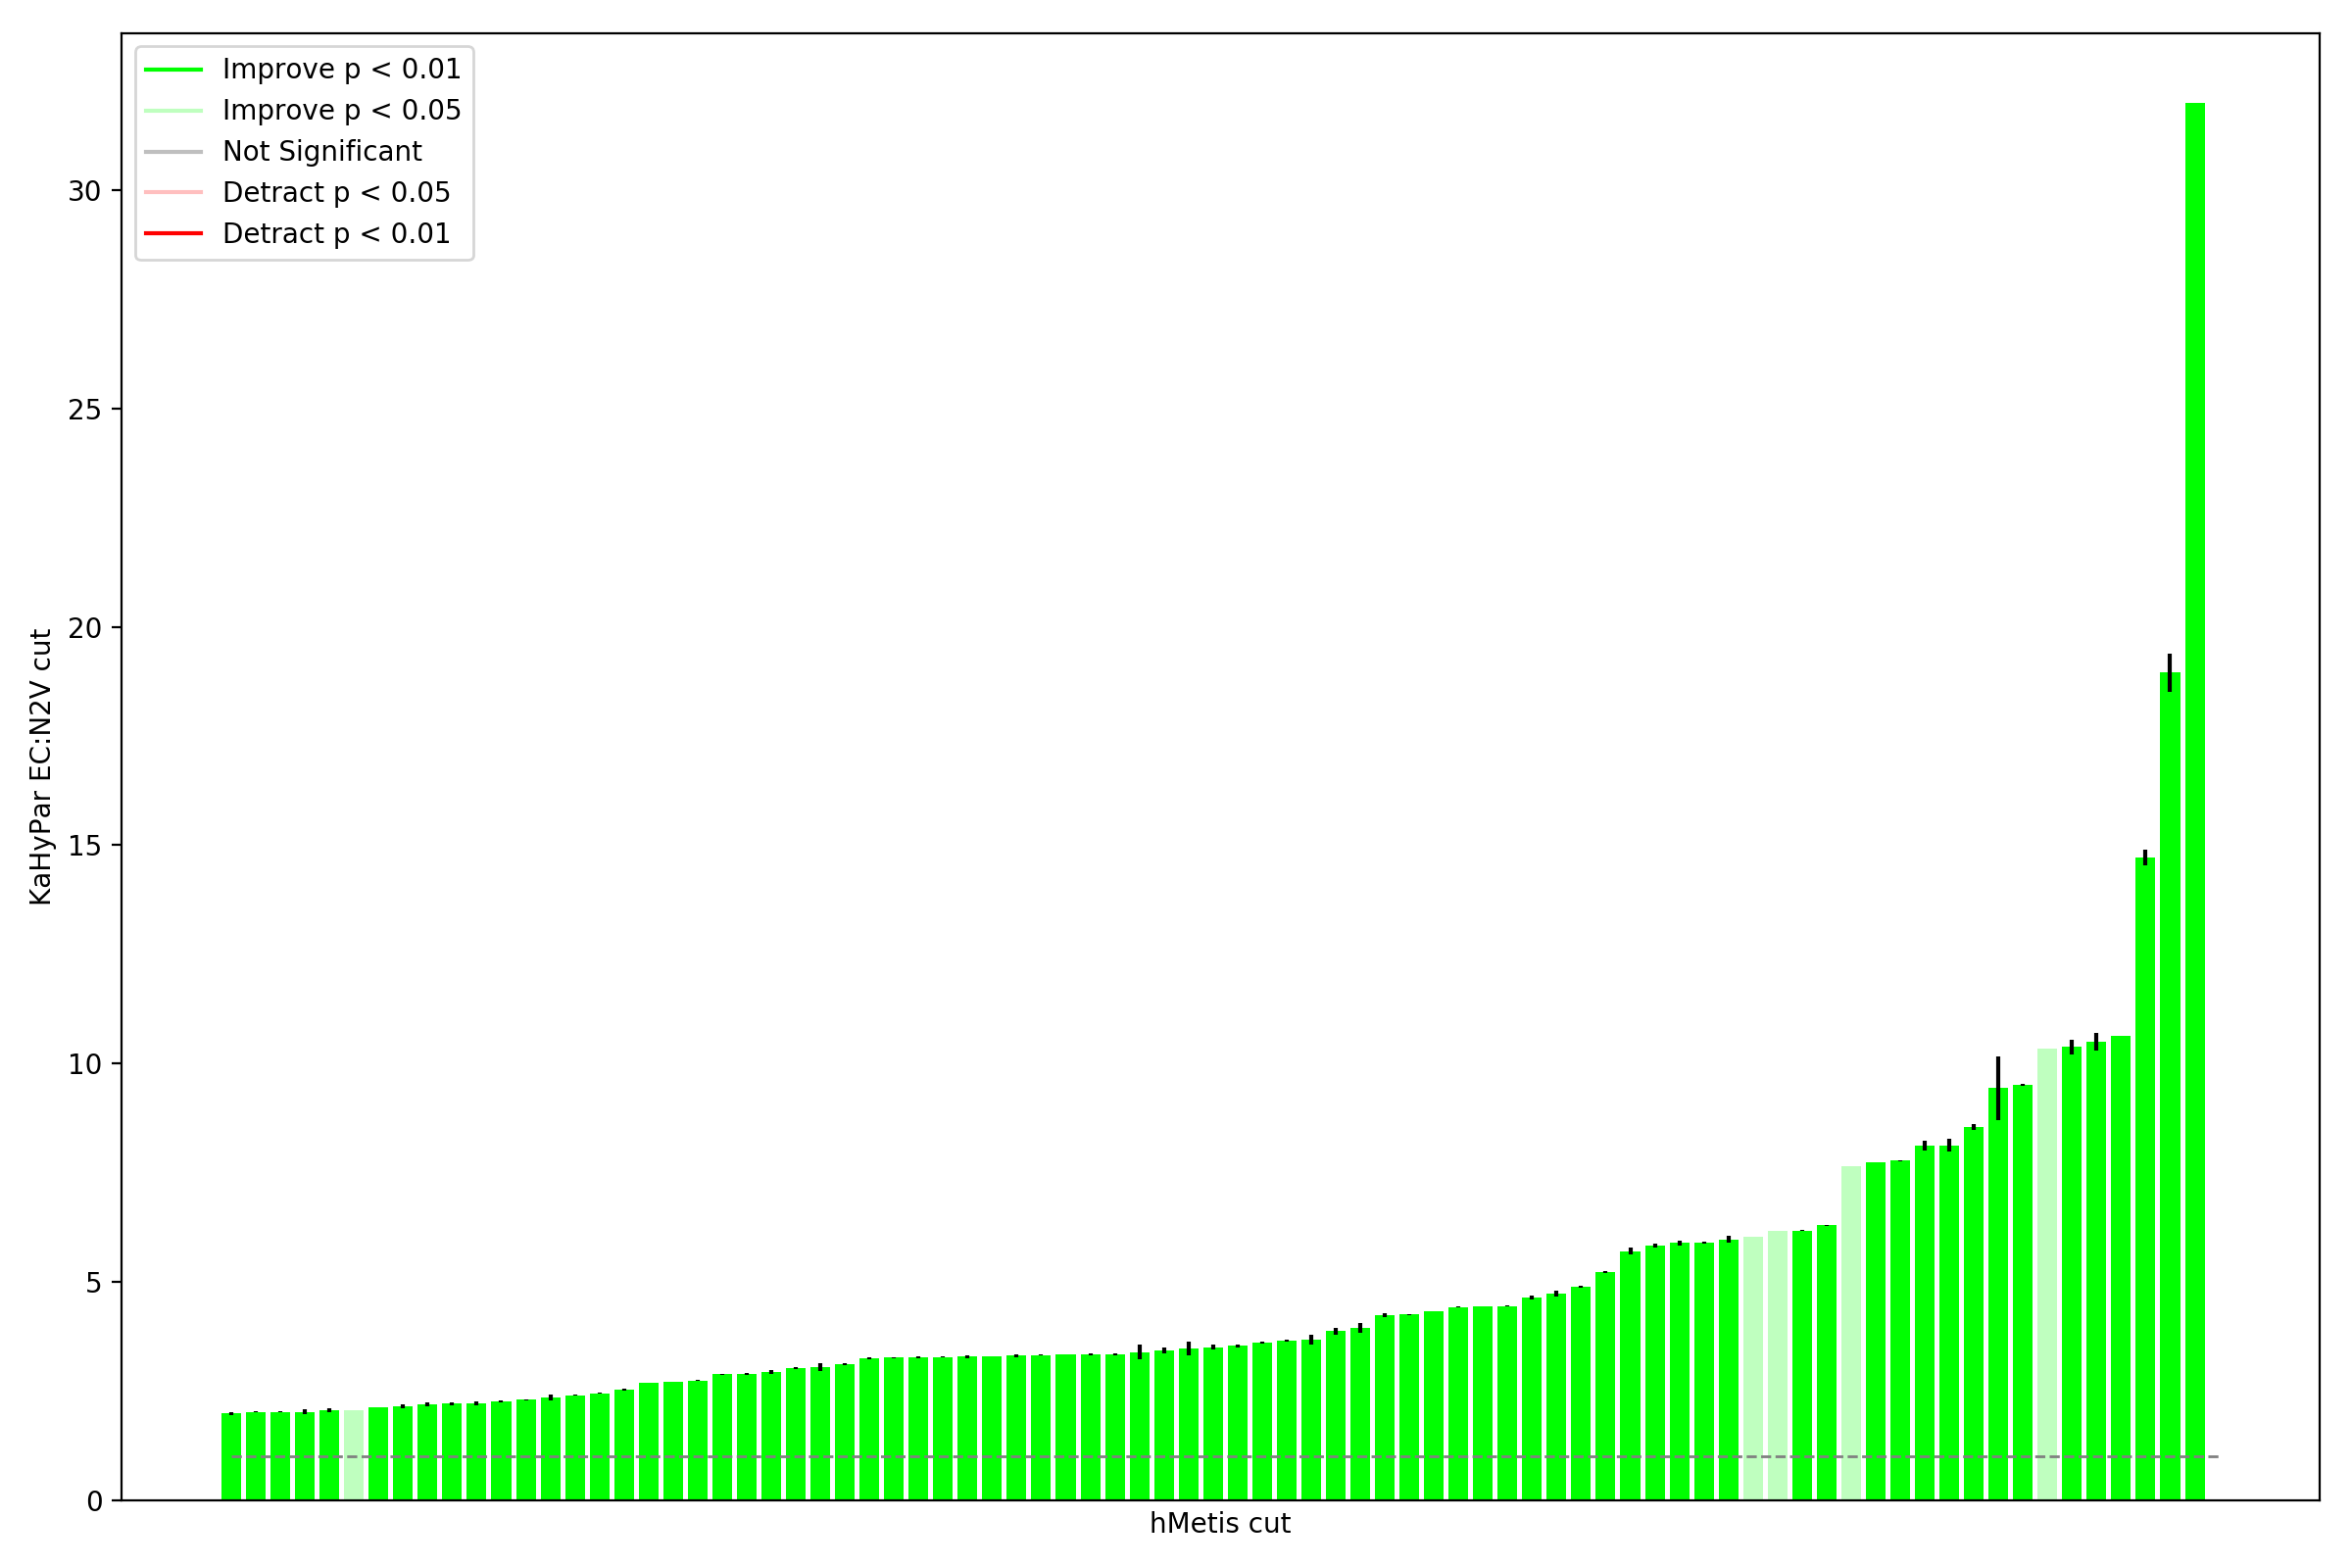 Improve p < 0.01
Improve p < 0.05
Not Significant
Detract p < 0.05
Detract p < 0.01
30
25
20
15
10
5
0
KaHyPar EC:N2V cut
hMetis cut